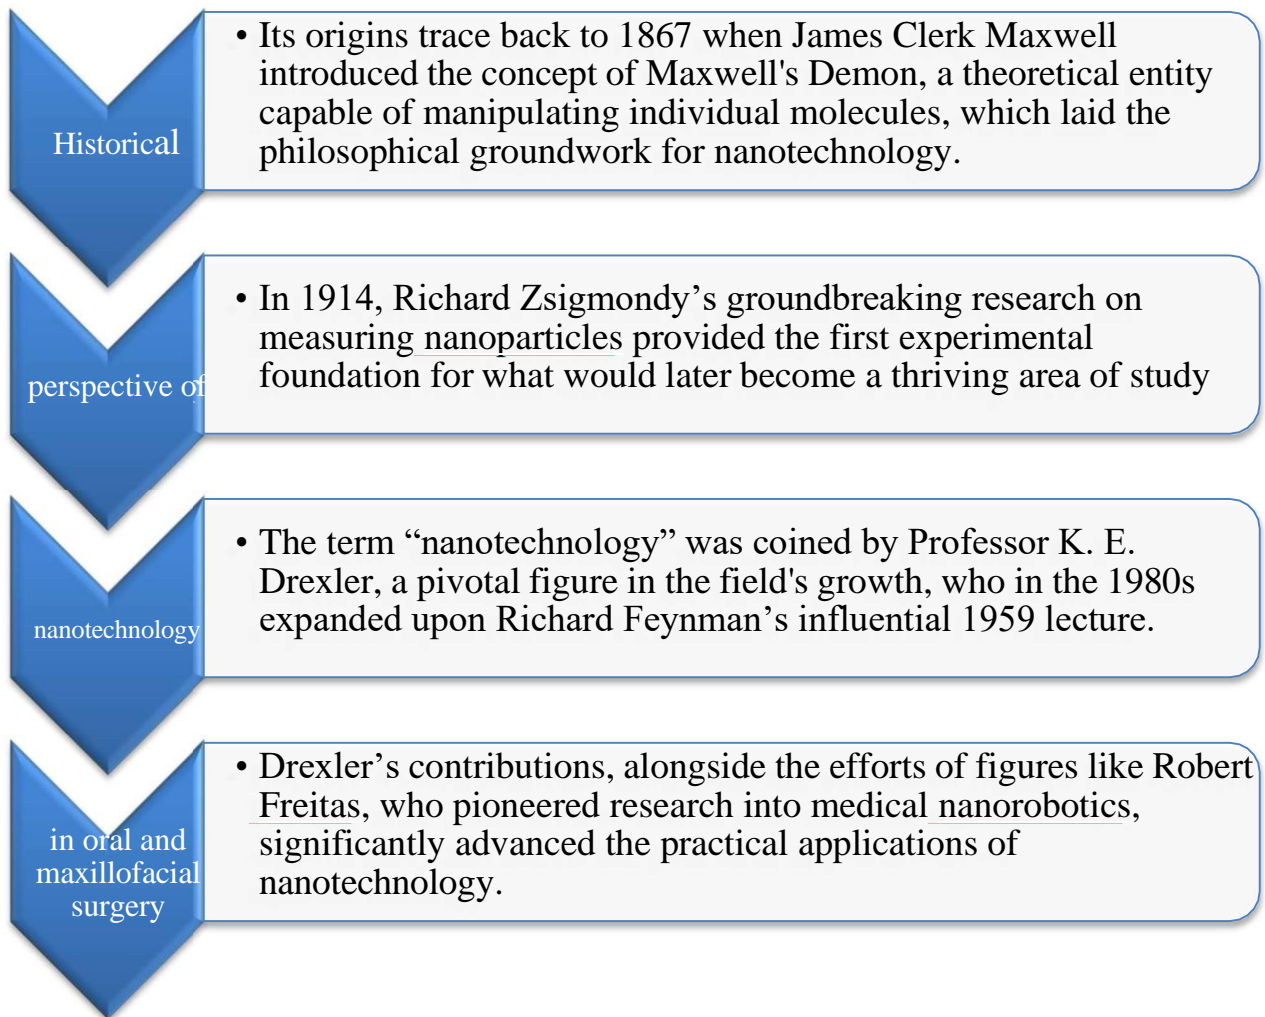 Historical
• Its origins trace back to 1867 when James Clerk Maxwell
introduced the concept of Maxwell's Demon, a theoretical entity
capable of manipulating individual molecules, which laid the
philosophical groundwork for nanotechnology.
perspective of
• In 1914, Richard Zsigmondy’s groundbreaking research on
measuring nanoparticles provided the first experimental
foundation for what would later become a thriving area of study
nanotechnology
• The term “nanotechnology” was coined by Professor K. E.
Drexler, a pivotal figure in the field's growth, who in the 1980s
expanded upon Richard Feynman’s influential 1959 lecture.
in oral and
maxillofacial
surgery
• Drexler’s contributions, alongside the efforts of figures like Robert
Freitas, who pioneered research into medical nanorobotics,
significantly advanced the practical applications of
nanotechnology.